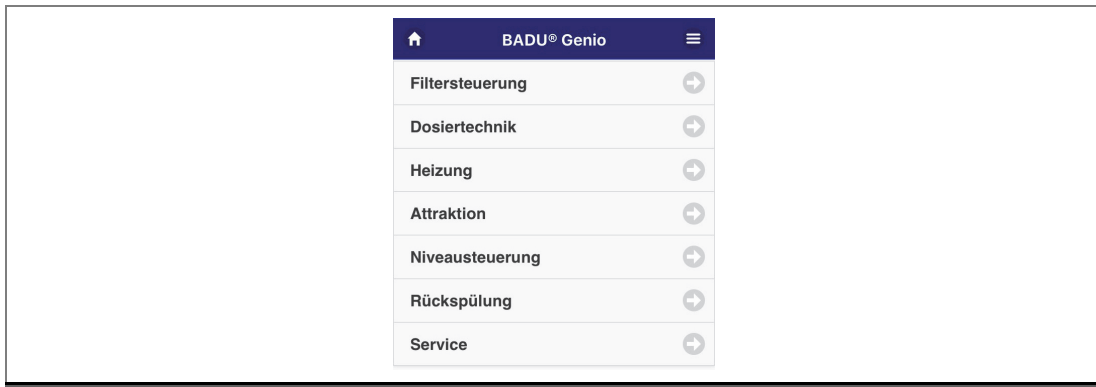 BADU® Genio
Filtersteuerung
Dosiertechnik
Heizung
Attraktion
Niveausteuerung
Rückspülung
Service